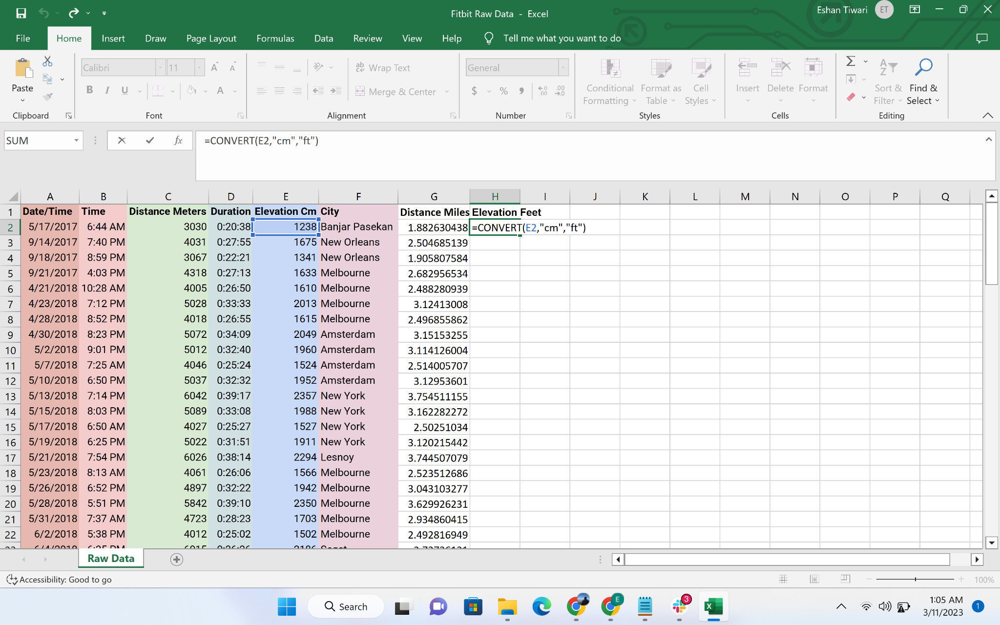 Fitbit Raw Data - Excel
Eshan Tiwari ET
File Home Insert Draw Page Layout Formulas Data Review View Help Tell me what you want to do
Paste
Clipboard
Calibri 11
B I U A
Font
ab Wrap Text
Merge & Center
Alignment
General
$ % 9
Number
Conditional Formatting
Format as Table
Cell Styles
Styles
Insert Delete Format
Cells
Sort & Filter
Find & Select
Editing
SUM fx =CONVERT(E2,"cm","ft")
A B C D E F G H I J K L M N O P Q
1 Date/Time Time Distance Meters Duration Elevation Cm City Distance Miles Elevation Feet
2 5/17/2017 6:44 AM 3030 0:20:38 1238 Banjar Pasekan 1.882630438 =CONVERT(E2,"cm","ft")
3 9/14/2017 7:40 PM 4031 0:27:55 1675 New Orleans 2.504685139
4 9/18/2017 8:59 PM 3067 0:22:21 1341 New Orleans 1.905807584
5 9/21/2017 4:03 PM 4318 0:27:13 1633 Melbourne 2.682956534
6 4/21/2018 10:28 AM 4005 0:26:50 1610 Melbourne 2.488280939
7 4/23/2018 7:12 PM 5028 0:33:33 2013 Melbourne 3.12413008
8 4/28/2018 8:52 PM 4018 0:26:55 1615 Melbourne 2.496855862
9 4/30/2018 8:23 PM 5072 0:34:09 2049 Amsterdam 3.15153255
10 5/2/2018 9:01 PM 5012 0:32:40 1960 Amsterdam 3.114126004
11 5/7/2018 7:25 AM 4046 0:25:24 1524 Amsterdam 2.514005707
12 5/10/2018 6:50 PM 5037 0:32:32 1952 Amsterdam 3.12953601
13 5/13/2018 7:14 PM 6042 0:39:17 2357 New York 3.754511155
14 5/15/2018 8:03 PM 5089 0:33:08 1988 New York 3.162282272
15 5/17/2018 6:50 AM 4027 0:25:27 1527 New York 2.50251034
16 5/19/2018 6:25 PM 5022 0:31:51 1911 New York 3.120215442
17 5/21/2018 7:54 PM 6026 0:38:14 2294 Lesnoy 3.744507079
18 5/23/2018 8:13 AM 4061 0:26:06 1566 Melbourne 2.523512686
19 5/26/2018 6:52 PM 4897 0:32:22 1942 Melbourne 3.043103277
20 5/28/2018 5:51 PM 5842 0:39:10 2350 Melbourne 3.629926231
21 5/31/2018 7:37 AM 4723 0:28:23 1703 Melbourne 2.934860415
22 6/2/2018 5:38 PM 4012 0:25:02 1502 Melbourne 2.492816949
Raw Data
Accessibility: Good to go 100%
Search E 3 X 1:05 AM
3/11/2023 1